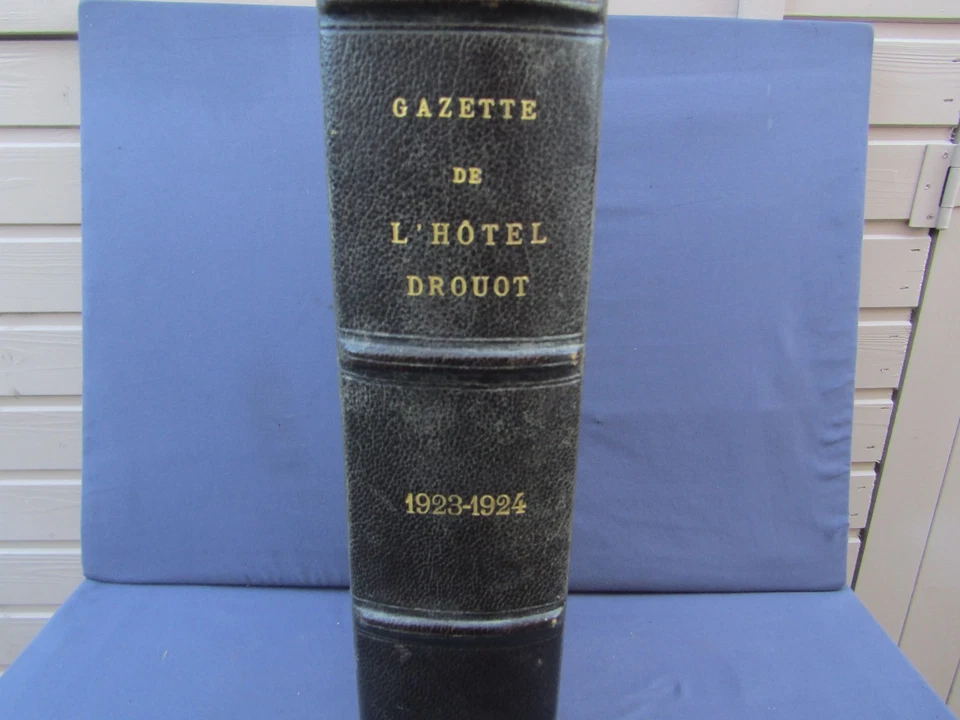 GAZETTE
DE
L'HÔTEL
DROUOT
1923-1924